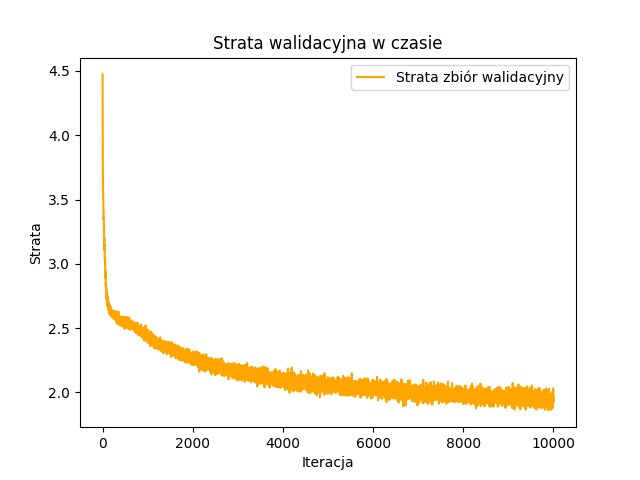 Strata walidacyjna w czasie
Strata zbiór walidacyjny
4.5
4.0
3.5
3.0
2.5
2.0
Strata
0 2000 4000 6000 8000 10000
Iteracja